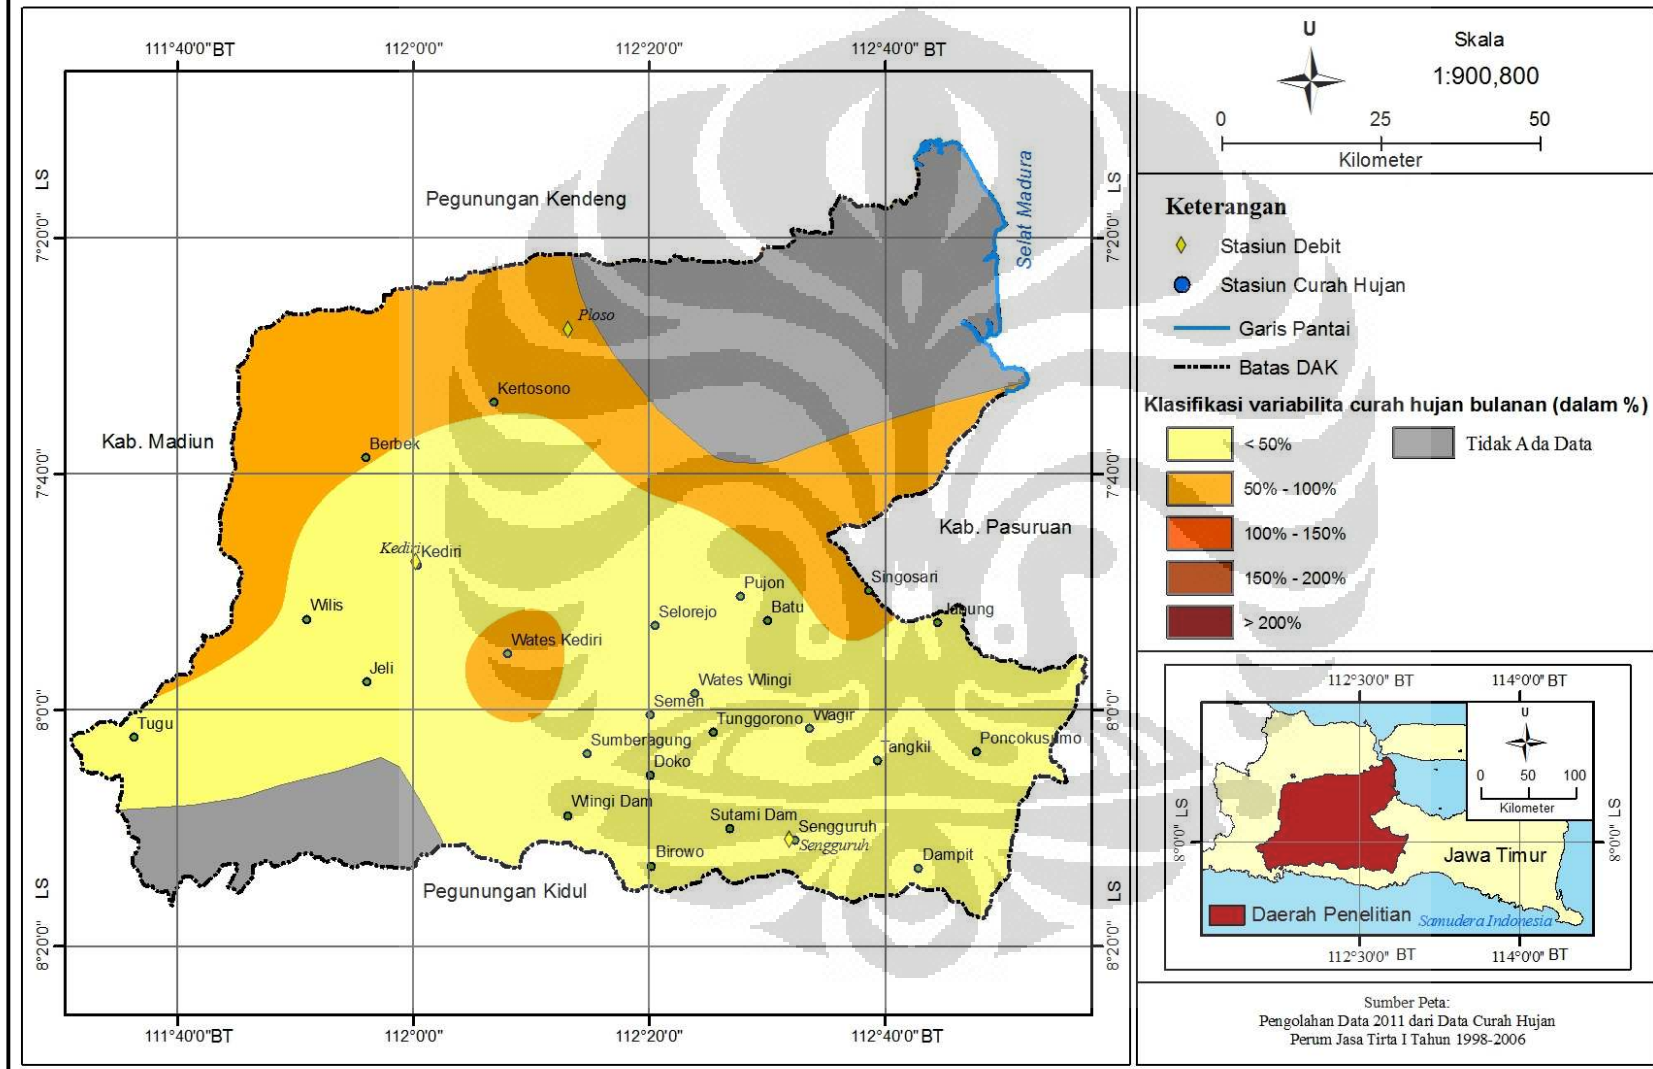 111°40'0"BT
112°0'0"
112°20'0"
112°40'0" BT
LS
7°20'0"
7°40'0"
8°0'0"
LS
8°20'0"
LS
7°20'0"
7°40'0"
8°0'0"
LS
8°20'0"
Pegunungan Kendeng
Selat Madura
Ploso
Kertosono
Kab. Madiun
Berbek
Kab. Pasuruan
Kediri
Kediri
Singosari
Pujon
Wilis
Selorejo
Batu
Jabung
Wates Kediri
Jeli
Wates Wlingi
Semen
Tugu
Tunggorono
Wagir
Sumberagung
Tangkil
Poncokusumo
Doko
Wlingi Dam
Sutami Dam
Sengguruh
Sengguruh
Birowo
Dampit
Pegunungan Kidul
111°40'0"BT
112°0'0"
112°20'0"
112°40'0" BT
U
Skala
1:900,800
0 25 50
Kilometer
Keterangan
Stasiun Debit
Stasiun Curah Hujan
Garis Pantai
Batas DAK
Klasifikasi variabilita curah hujan bulanan (dalam %)
< 50%
Tidak Ada Data
50% - 100%
100% - 150%
150% - 200%
> 200%
112°30'0" BT
114°0'0" BT
U
0 50 100
Kilometer
LS
8°0'0"
LS
8°0'0"
Jawa Timur
Daerah Penelitian
Samudera Indonesia
112°30'0" BT
114°0'0" BT
Sumber Peta:
Pengolahan Data 2011 dari Data Curah Hujan
Perum Jasa Tirta I Tahun 1998-2006